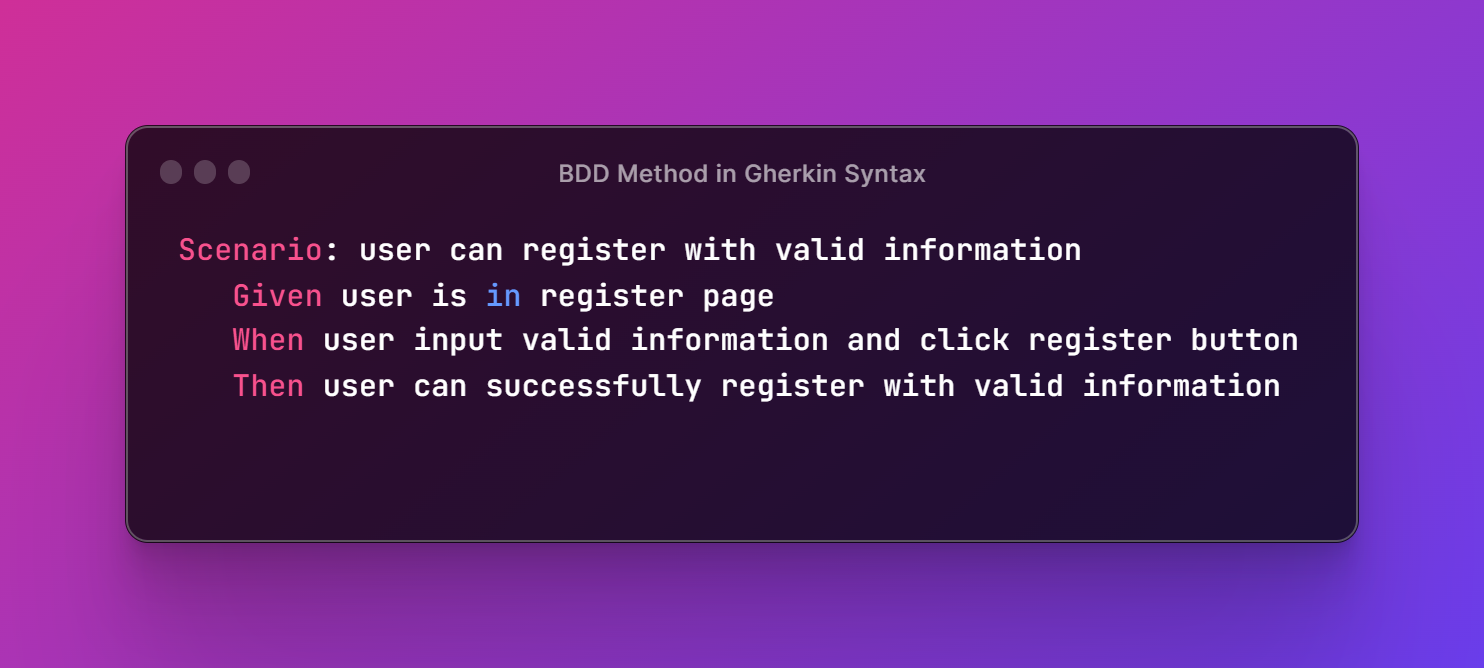 BDD Method in Gherkin Syntax
Scenario: user can register with valid information
Given user is in register page
When user input valid information and click register button
Then user can successfully register with valid information